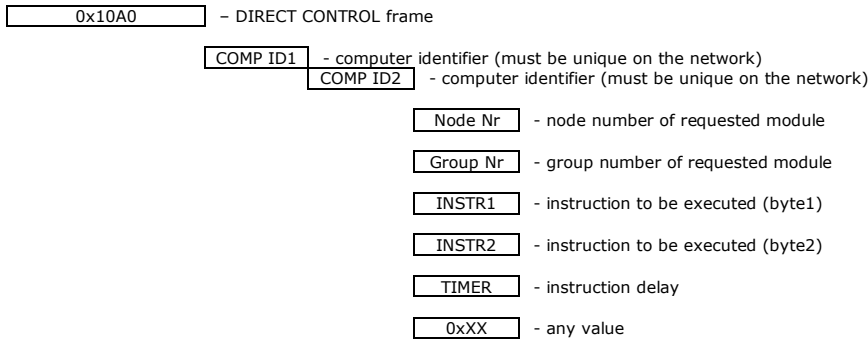 0x10A0 – DIRECT CONTROL frame
COMP ID1 - computer identifier (must be unique on the network)
COMP ID2 - computer identifier (must be unique on the network)
Node Nr - node number of requested module
Group Nr - group number of requested module
INSTR1 - instruction to be executed (byte1)
INSTR2 - instruction to be executed (byte2)
TIMER - instruction delay
0xXX - any value